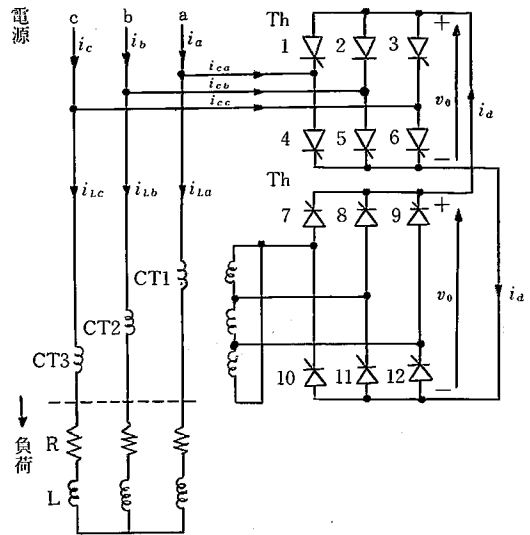 電源
c b a
i_c i_b i_a
i_ca
i_cb
i_cc
Th
1 2 3
+
v_0
i_d
4 5 6
−
Th
7 8 9
+
v_0
i_d
10 11 12
−
i_Lc i_Lb i_La
CT1
CT2
CT3
負荷
R
L